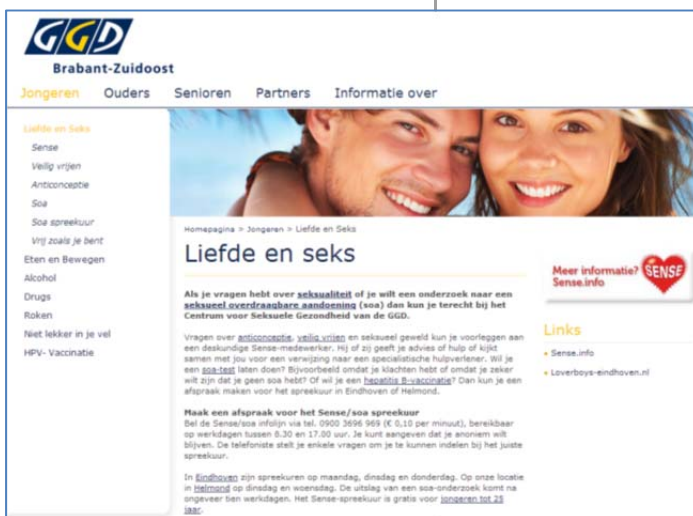 GGD
Brabant-Zuidoost
Jongeren Ouders Senioren Partners Informatie over
Liefde en Seks
Sense
Veilig vrijen
Anticonceptie
Soa
Soa spreekuur
Vrij zoals je bent
Eten en Bewegen
Alcohol
Drugs
Roken
Niet lekker in je vel
HPV- Vaccinatie
Homepagina > Jongeren > Liefde en Seks
Liefde en seks
Als je vragen hebt over seksualiteit of je wilt een onderzoek naar een
seksueel overdraagbare aandoening (soa) dan kun je terecht bij het
Centrum voor Seksuele Gezondheid van de GGD.
Vragen over anticonceptie, veilig vrijen en seksueel geweld kun je voorleggen aan
een deskundige Sense-medewerker. Hij of zij geeft je advies of hulp of kijkt
samen met jou voor een verwijzing naar een specialistische hulpverlener. Wil je
een soa-test laten doen? Bijvoorbeeld omdat je klachten hebt of omdat je zeker
wilt zijn dat je geen soa hebt? Of wil je een hepatitis B-vaccinatie? Dan kun je een
afspraak maken voor het spreekuur in Eindhoven of Helmond.
Maak een afspraak voor het Sense/soa spreekuur
Bel de Sense/soa infolijn via tel. 0900 3696 969 (€ 0,10 per minuut), bereikbaar
op werkdagen tussen 8.30 en 17.00 uur. Je kunt aangeven dat je anoniem wilt
blijven. De telefoniste stelt je enkele vragen om je te kunnen indelen bij het juiste
spreekuur.
In Eindhoven zijn spreekuren op maandag, dinsdag en donderdag. Op onze locatie
in Helmond op dinsdag en woensdag. De uitslag van een soa-onderzoek komt na
ongeveer tien werkdagen. Het Sense-spreekuur is gratis voor jongeren tot 25
jaar.
Meer informatie? SENSE
Sense.info
Links
Sense.info
Loverboys-eindhoven.nl